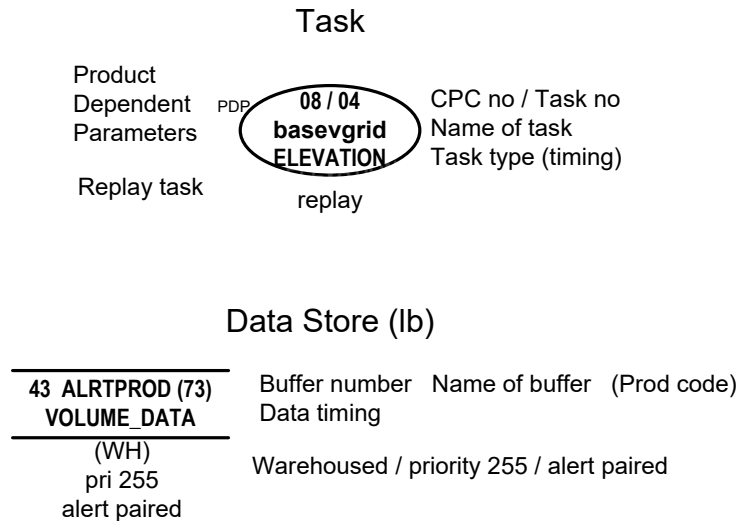 Task
Product
Dependent
Parameters
PDP
08 / 04
basevgrid
ELEVATION
CPC no / Task no
Name of task
Task type (timing)
Replay task
replay
Data Store (lb)
43 ALRTPROD (73)
VOLUME_DATA
Buffer number Name of buffer (Prod code)
Data timing
(WH)
pri 255
alert paired
Warehoused / priority 255 / alert paired